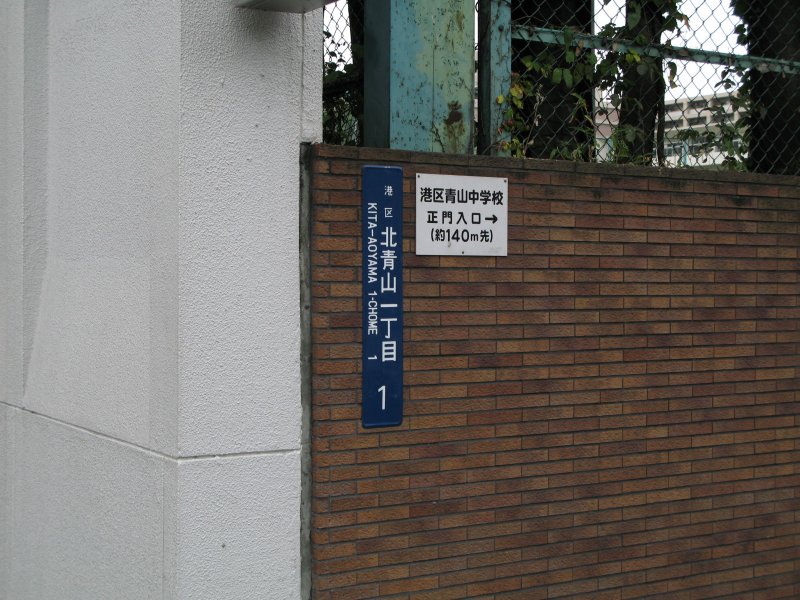 港区
北青山一丁目
KITA-AOYAMA 1-CHOME 1
1
港区青山中学校
正門入口→
(約140m先)